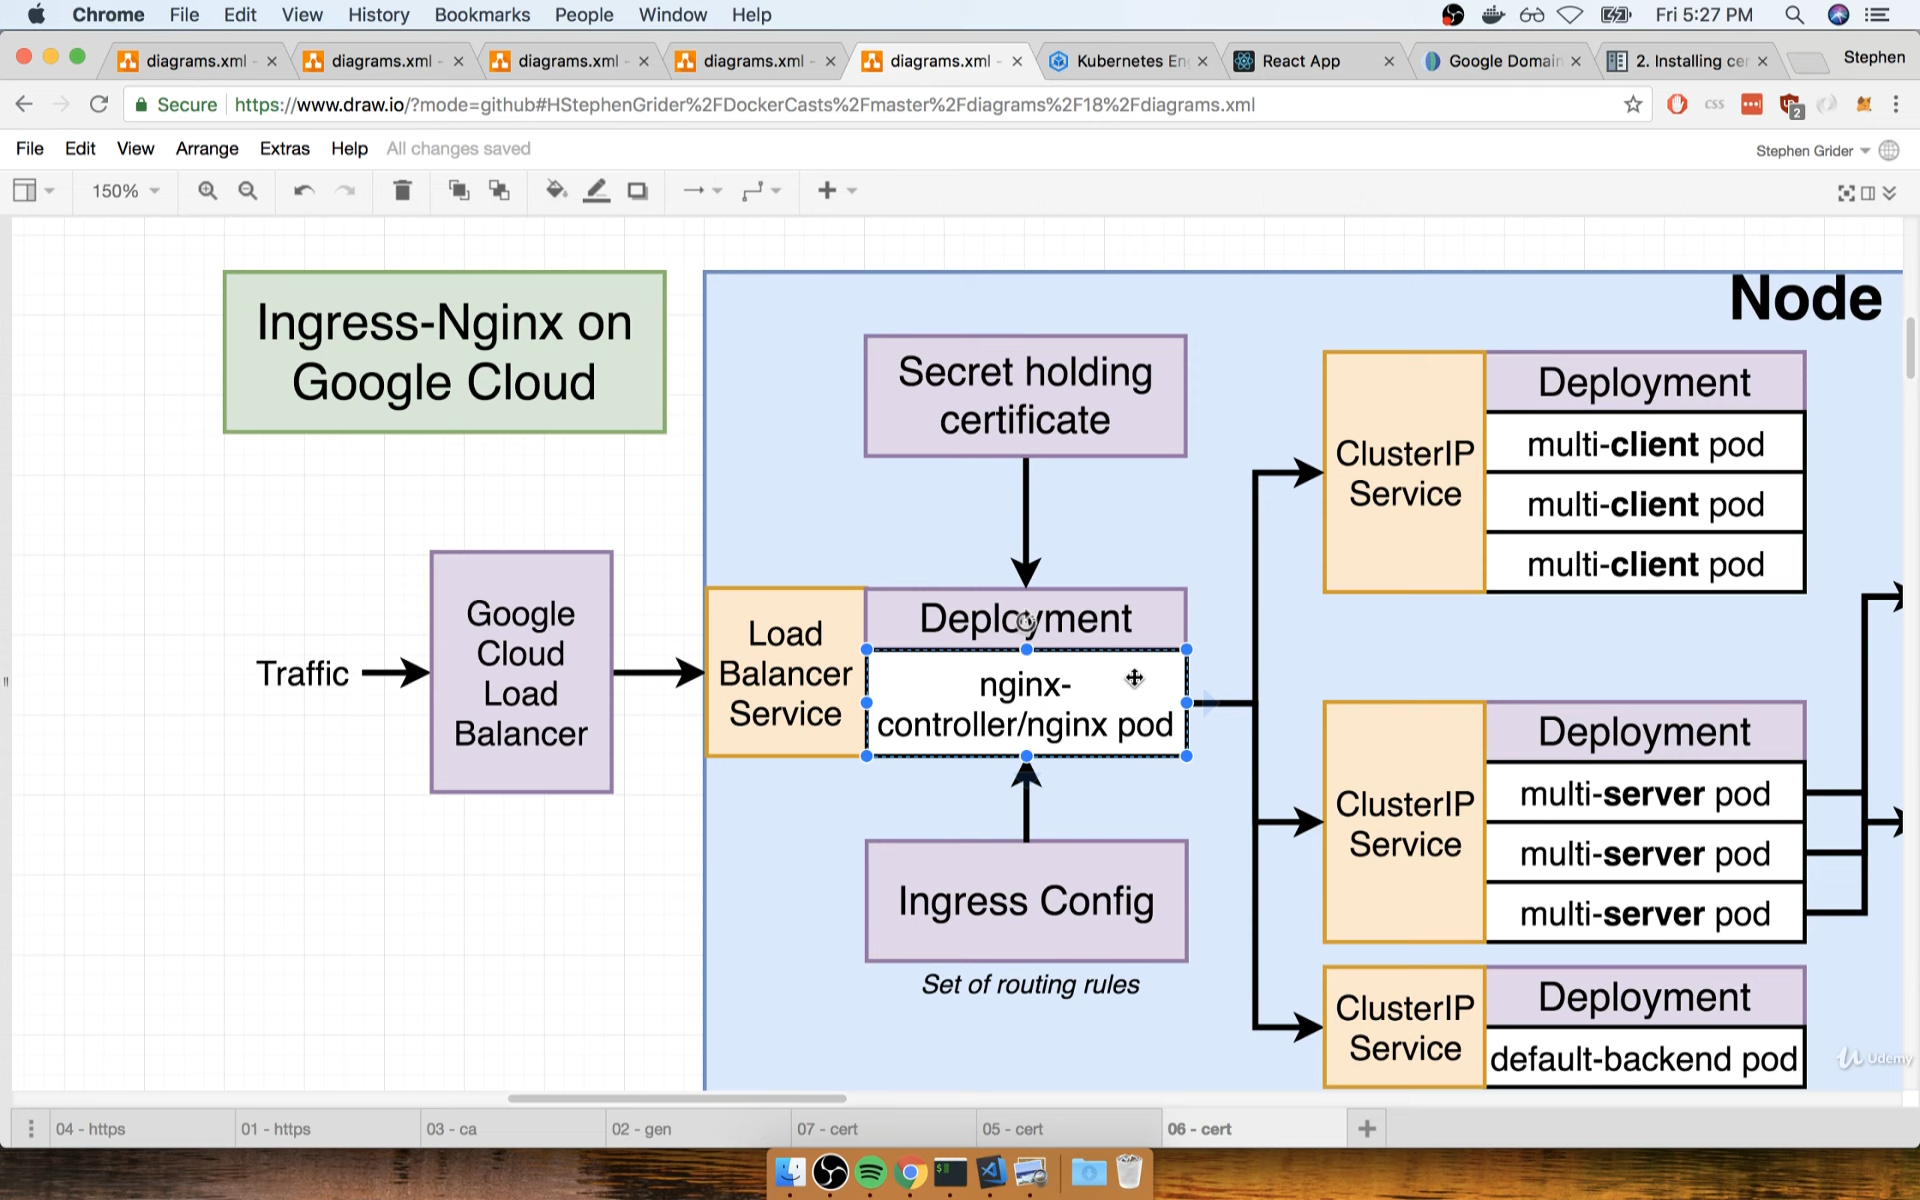 Chrome File Edit View History Bookmarks People Window Help Fri 5:27 PM
diagrams.xml - diagrams.xml - diagrams.xml - diagrams.xml - diagrams.xml - Kubernetes En React App Google Domain 2. Installing cer Stephen
Secure https://www.draw.io/?mode=github#HStephenGrider%2FDockerCasts%2Fmaster%2Fdiagrams%2F18%2Fdiagrams.xml css 2
File Edit View Arrange Extras Help All changes saved Stephen Grider
150%
Node
Ingress-Nginx on
Google Cloud
Secret holding
certificate
ClusterIP
Service
Deployment
multi-client pod
multi-client pod
multi-client pod
Traffic
Google
Cloud
Load
Balancer
Load
Balancer
Service
Deployment
nginx-
controller/nginx pod
ClusterIP
Service
Deployment
multi-server pod
multi-server pod
multi-server pod
Ingress Config
Set of routing rules
ClusterIP
Service
Deployment
default-backend pod
Udemy
04 - https 01 - https 03 - ca 02 - gen 07 - cert 05 - cert 06 - cert